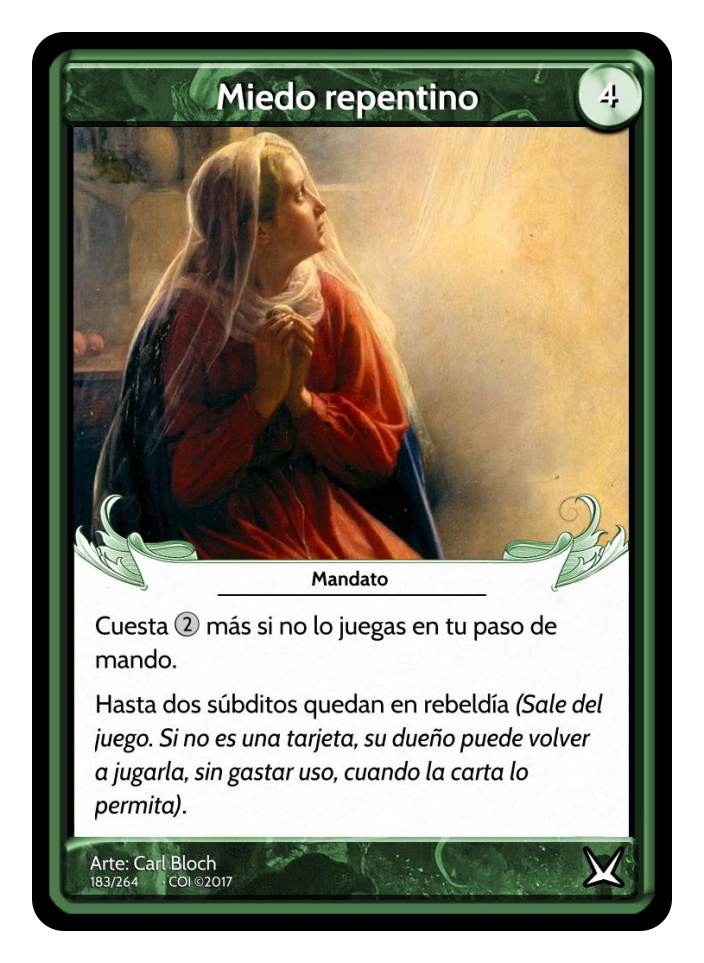 Miedo repentino
4
Mandato
Cuesta 2 más si no lo juegas en tu paso de
mando.
Hasta dos súbditos quedan en rebeldía (Sale del
juego. Si no es una tarjeta, su dueño puede volver
a jugarla, sin gastar uso, cuando la carta lo
permita).
Arte: Carl Bloch
183/264 · COI ©2017